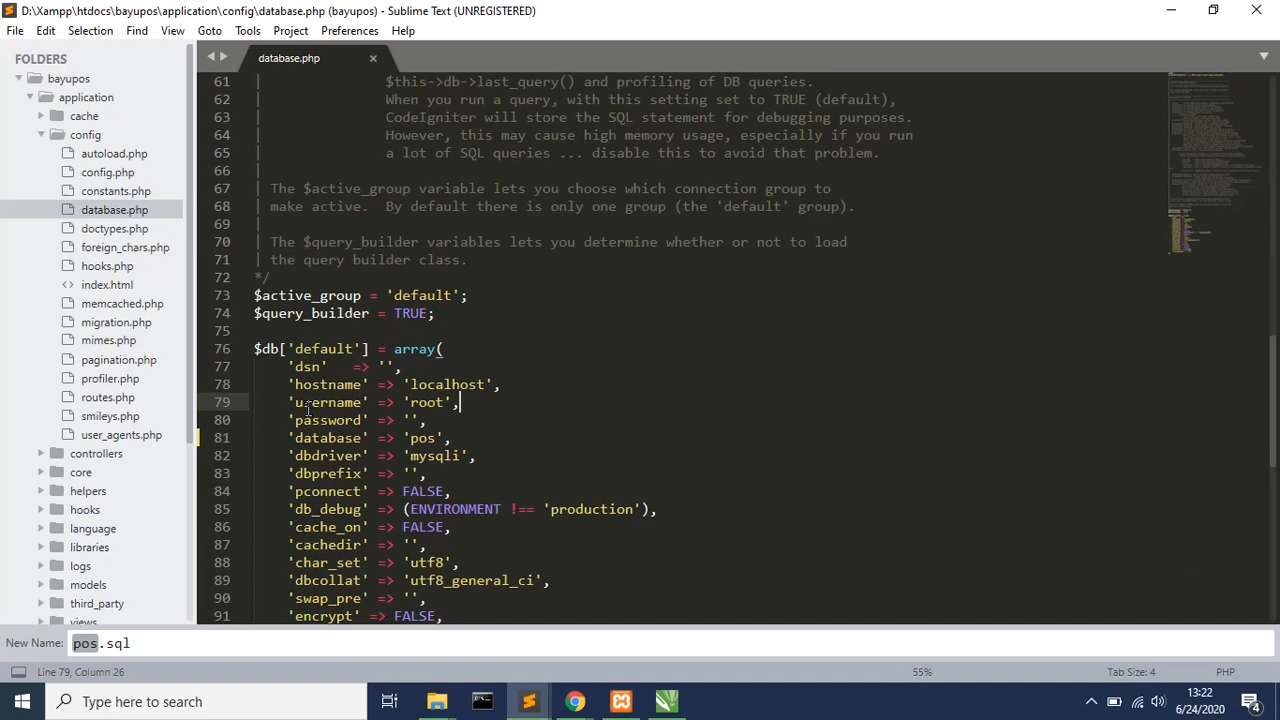 D:\Xampp\htdocs\bayupos\application\config\database.php (bayupos) - Sublime Text (UNREGISTERED)
File Edit Selection Find View Goto Tools Project Preferences Help
FOLDERS
bayupos
application
cache
config
autoload.php
config.php
constants.php
database.php
doctypes.php
foreign_chars.php
hooks.php
index.html
memcached.php
migration.php
mimes.php
pagination.php
profiler.php
routes.php
smileys.php
user_agents.php
controllers
core
helpers
hooks
language
libraries
logs
models
third_party
views
database.php
61 | $this->db->last_query() and profiling of DB queries.
62 | When you run a query, with this setting set to TRUE (default),
63 | CodeIgniter will store the SQL statement for debugging purposes.
64 | However, this may cause high memory usage, especially if you run
65 | a lot of SQL queries ... disable this to avoid that problem.
66 |
67 | The $active_group variable lets you choose which connection group to
68 | make active.  By default there is only one group (the 'default' group).
69 |
70 | The $query_builder variables lets you determine whether or not to load
71 | the query builder class.
72 */
73 $active_group = 'default';
74 $query_builder = TRUE;
75
76 $db['default'] = array(
77 'dsn' => '',
78 'hostname' => 'localhost',
79 'username' => 'root',
80 'password' => '',
81 'database' => 'pos',
82 'dbdriver' => 'mysqli',
83 'dbprefix' => '',
84 'pconnect' => FALSE,
85 'db_debug' => (ENVIRONMENT !== 'production'),
86 'cache_on' => FALSE,
87 'cachedir' => '',
88 'char_set' => 'utf8',
89 'dbcollat' => 'utf8_general_ci',
90 'swap_pre' => '',
91 'encrypt' => FALSE,
New Name: pos.sql
Line 79, Column 26 55% Tab Size: 4 PHP
Type here to search
13:22
6/24/2020
4